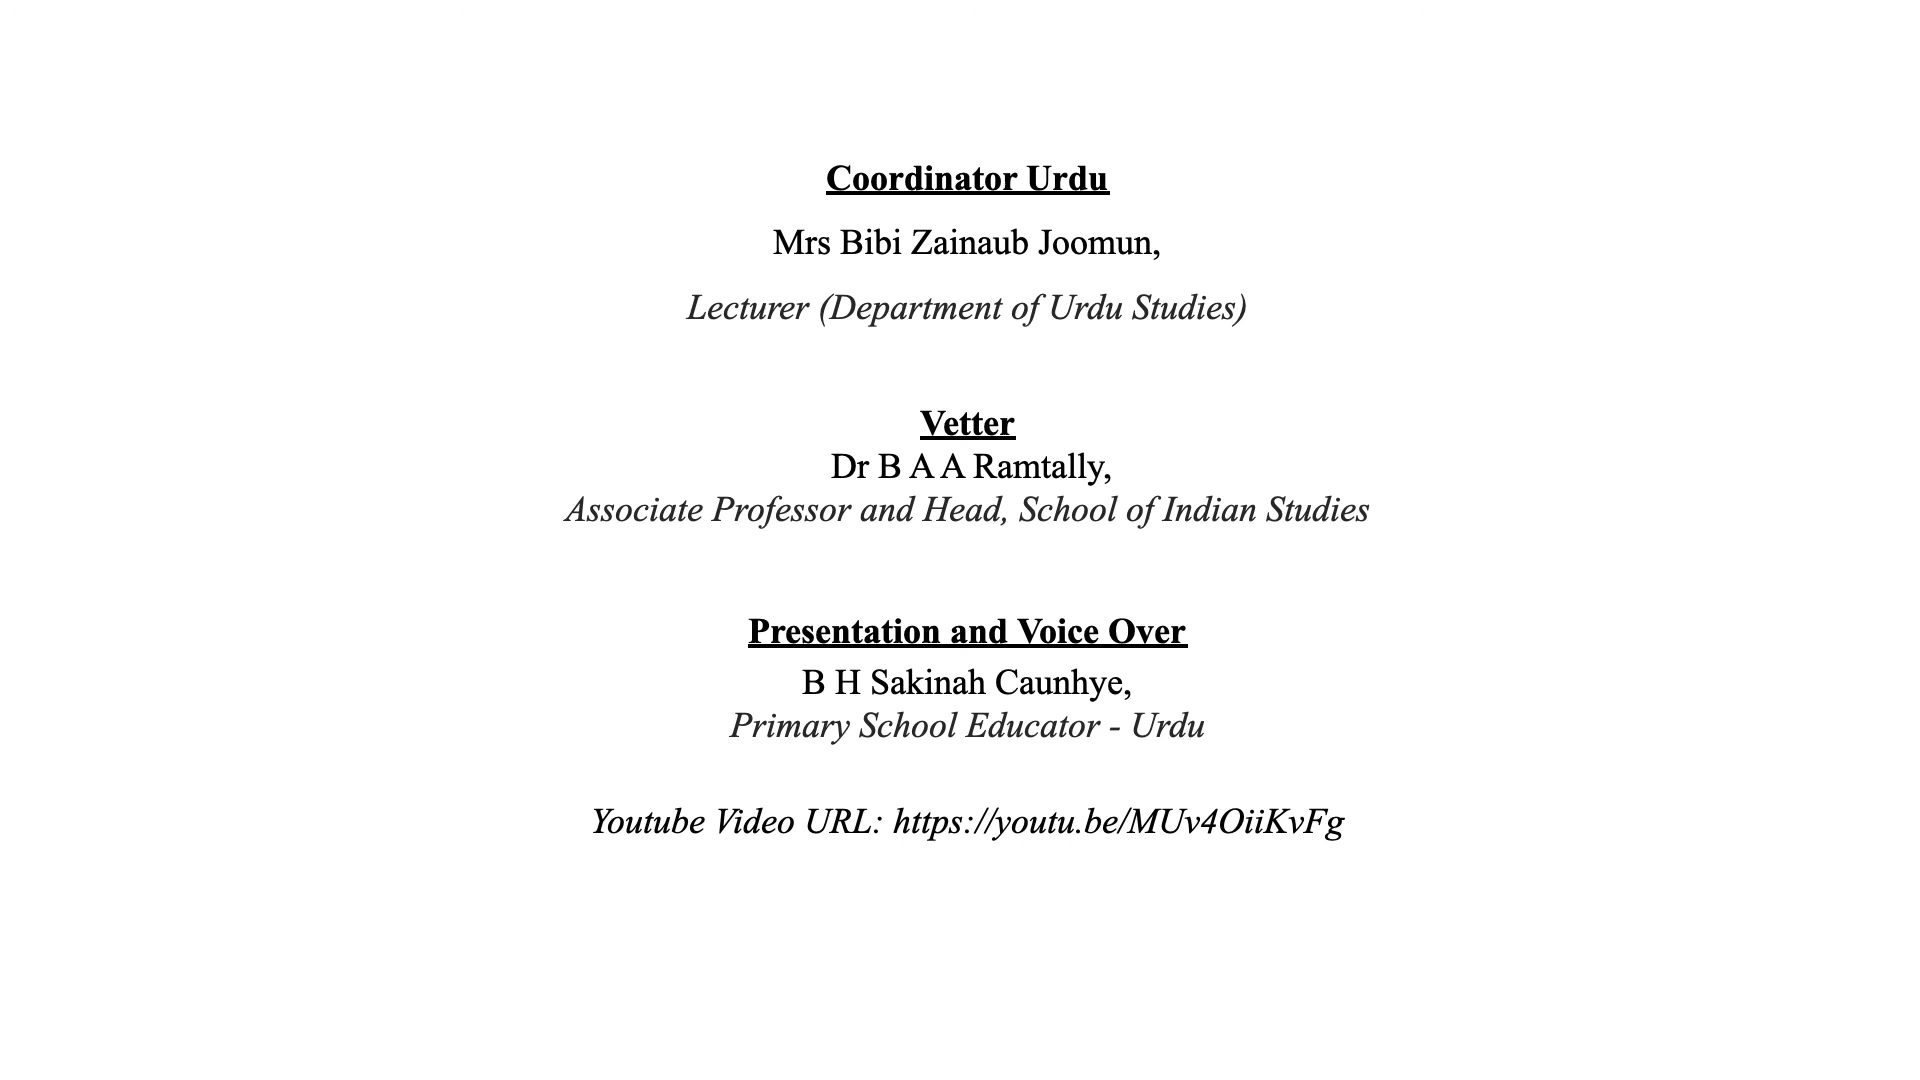 Coordinator Urdu
Mrs Bibi Zainaub Joomun,
Lecturer (Department of Urdu Studies)
Vetter
Dr B A A Ramtally,
Associate Professor and Head, School of Indian Studies
Presentation and Voice Over
B H Sakinah Caunhye,
Primary School Educator - Urdu
Youtube Video URL: https://youtu.be/MUv4OiiKvFg